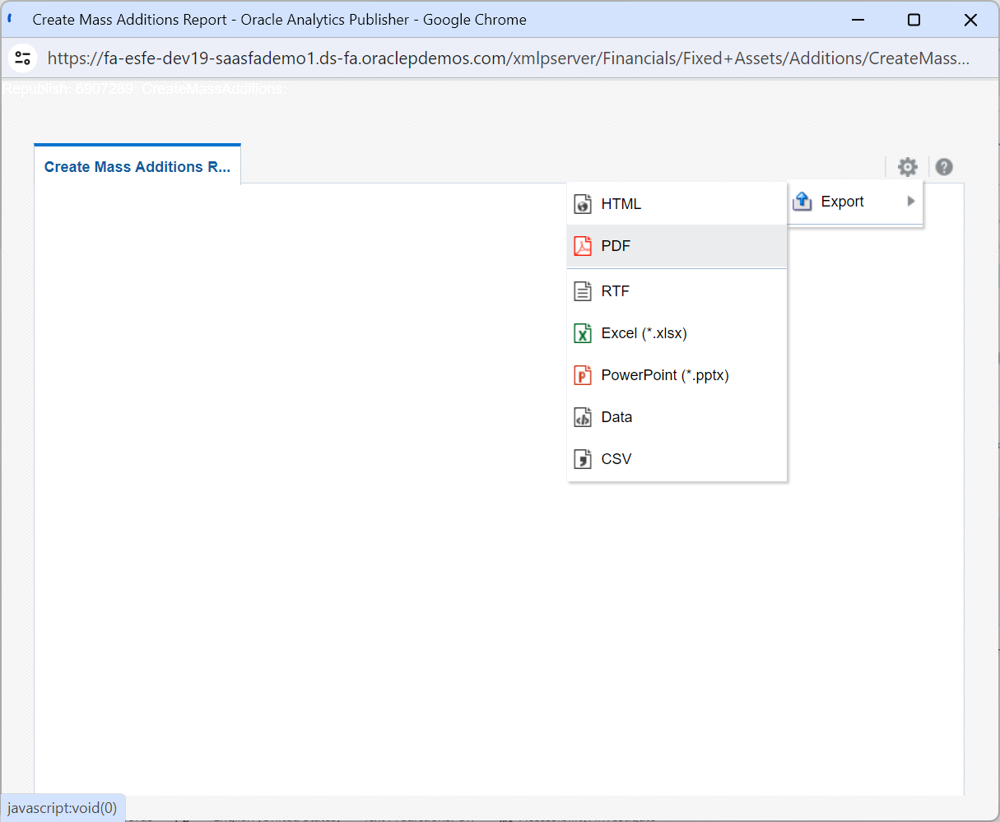 Create Mass Additions Report - Oracle Analytics Publisher - Google Chrome
https://fa-esfe-dev19-saasfademo1.ds-fa.oraclepdemos.com/xmlpserver/Financials/Fixed+Assets/Additions/CreateMass...
Republish: 6907289: CreateMassAdditions:
Create Mass Additions R...
Export
HTML
PDF
RTF
Excel (*.xlsx)
PowerPoint (*.pptx)
Data
CSV
javascript:void(0)